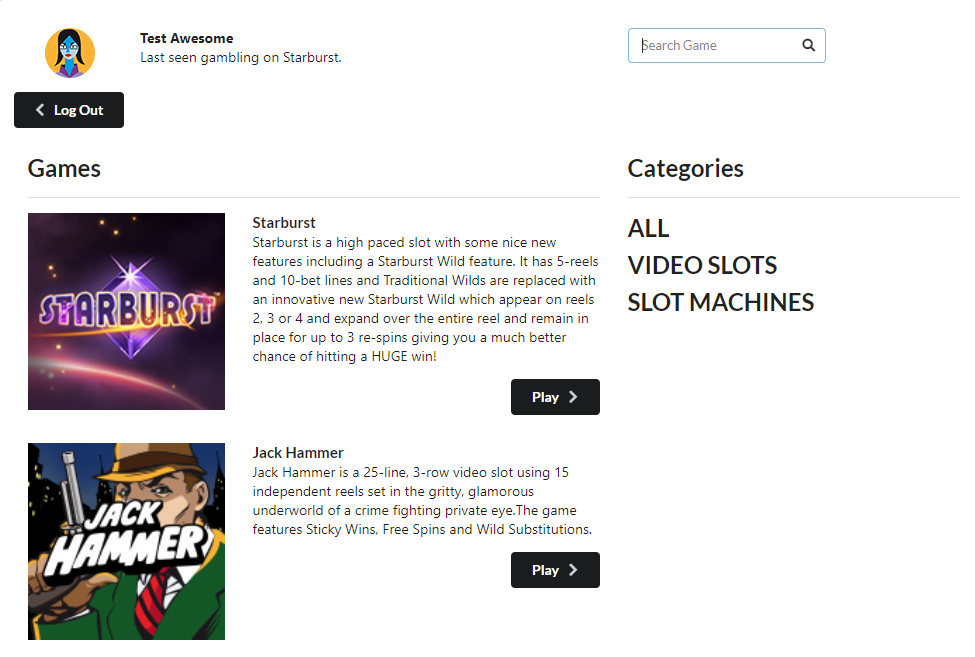 Test Awesome
Last seen gambling on Starburst.
Search Game
Log Out
Games
STARBURST™
Starburst
Starburst is a high paced slot with some nice new
features including a Starburst Wild feature. It has 5-reels
and 10-bet lines and Traditional Wilds are replaced with
an innovative new Starburst Wild which appear on reels
2, 3 or 4 and expand over the entire reel and remain in
place for up to 3 re-spins giving you a much better
chance of hitting a HUGE win!
Play
JACK
HAMMER
Jack Hammer
Jack Hammer is a 25-line, 3-row video slot using 15
independent reels set in the gritty, glamorous
underworld of a crime fighting private eye.The game
features Sticky Wins, Free Spins and Wild Substitutions.
Play
Categories
ALL
VIDEO SLOTS
SLOT MACHINES